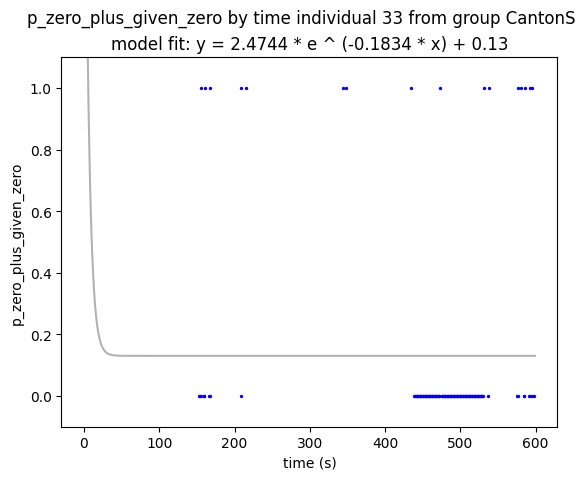 p_zero_plus_given_zero by time individual 33 from group CantonS
model fit: y = 2.4744 * e ^ (-0.1834 * x) + 0.13
p_zero_plus_given_zero
1.0
0.8
0.6
0.4
0.2
0.0
0 100 200 300 400 500 600
time (s)